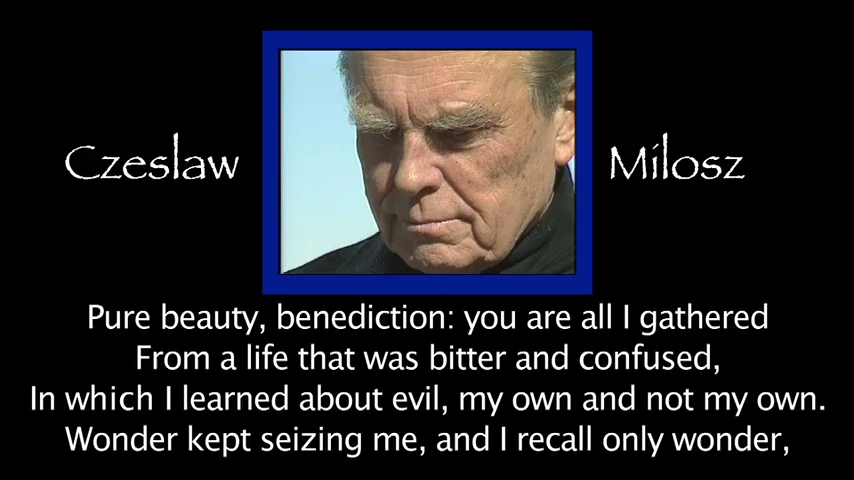 Czeslaw Milosz
Pure beauty, benediction: you are all I gathered
From a life that was bitter and confused,
In which I learned about evil, my own and not my own.
Wonder kept seizing me, and I recall only wonder,